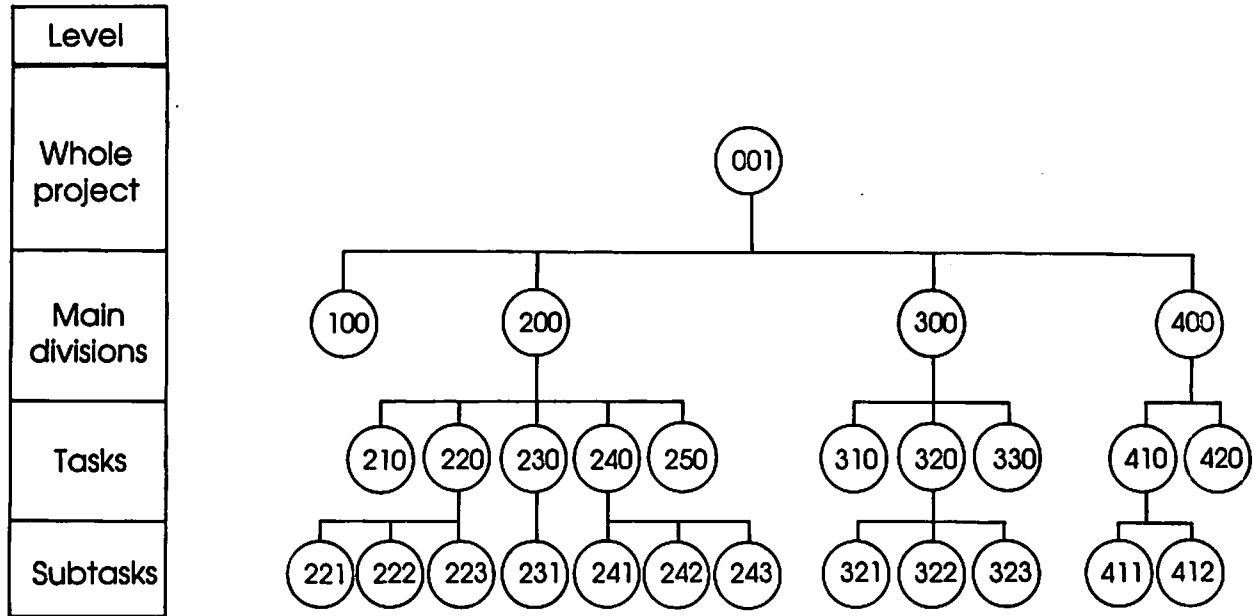 Level
Whole
project
001
Main
divisions
100 200 300 400
Tasks
210 220 230 240 250 310 320 330 410 420
Subtasks
221 222 223 231 241 242 243 321 322 323 411 412